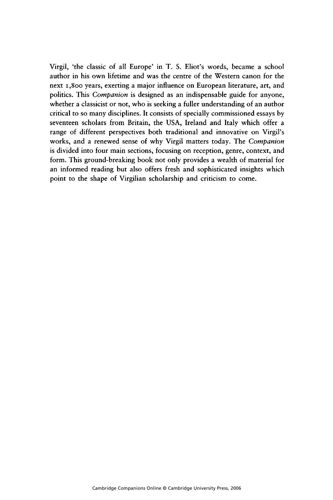 Virgil, 'the classic of all Europe' in T. S. Eliot's words, became a school
author in his own lifetime and was the centre of the Western canon for the
next 1,800 years, exerting a major influence on European literature, art, and
politics. This Companion is designed as an indispensable guide for anyone,
whether a classicist or not, who is seeking a fuller understanding of an author
critical to so many disciplines. It consists of specially commissioned essays by
seventeen scholars from Britain, the USA, Ireland and Italy which offer a
range of different perspectives both traditional and innovative on Virgil's
works, and a renewed sense of why Virgil matters today. The Companion
is divided into four main sections, focusing on reception, genre, context, and
form. This ground-breaking book not only provides a wealth of material for
an informed reading but also offers fresh and sophisticated insights which
point to the shape of Virgilian scholarship and criticism to come.
Cambridge Companions Online © Cambridge University Press, 2006